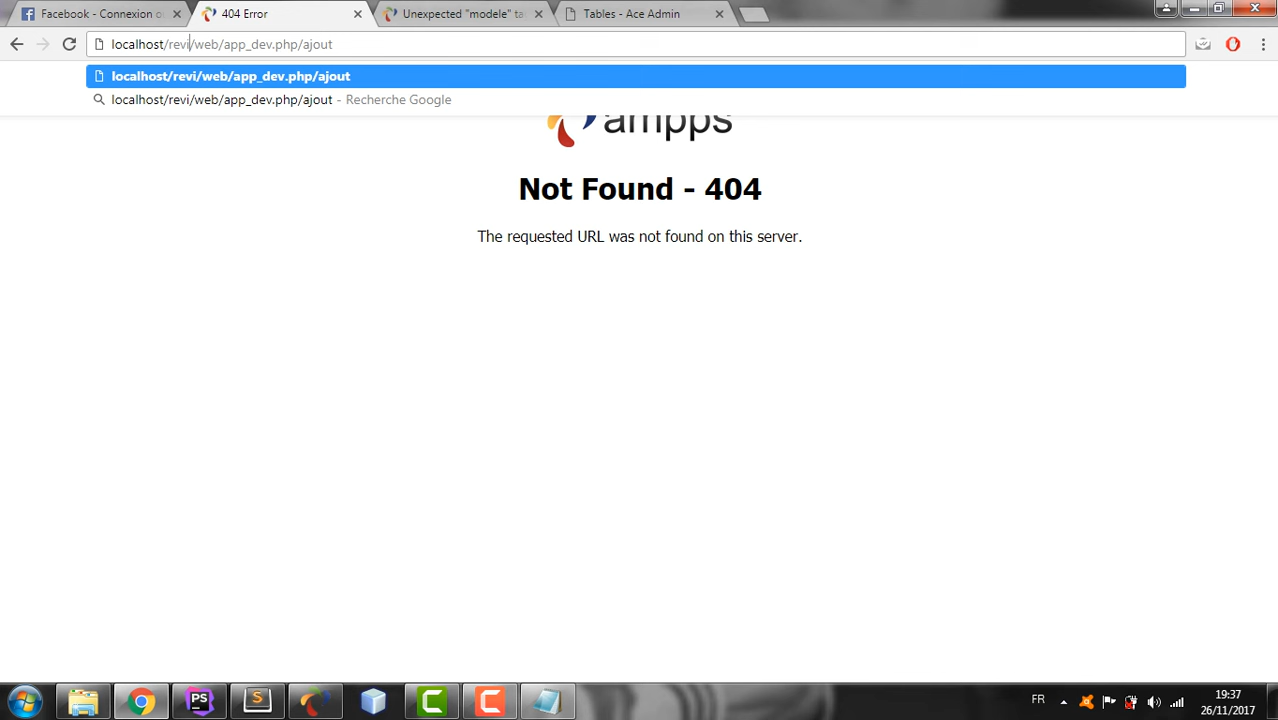 Facebook - Connexion o
404 Error
Unexpected "modele" ta
Tables - Ace Admin
localhost/revi/web/app_dev.php/ajout
localhost/revi/web/app_dev.php/ajout
localhost/revi/web/app_dev.php/ajout - Recherche Google
ampps
Not Found - 404
The requested URL was not found on this server.
PS
S
C
C
FR
19:37
26/11/2017